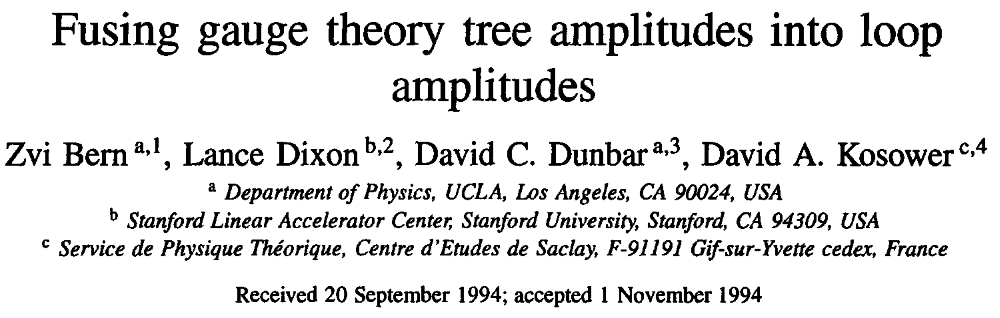 Fusing gauge theory tree amplitudes into loop
amplitudes
Zvi Bern a,1, Lance Dixon b,2, David C. Dunbar a,3, David A. Kosower c,4
a Department of Physics, UCLA, Los Angeles, CA 90024, USA
b Stanford Linear Accelerator Center, Stanford University, Stanford, CA 94309, USA
c Service de Physique Théorique, Centre d'Etudes de Saclay, F-91191 Gif-sur-Yvette cedex, France
Received 20 September 1994; accepted 1 November 1994